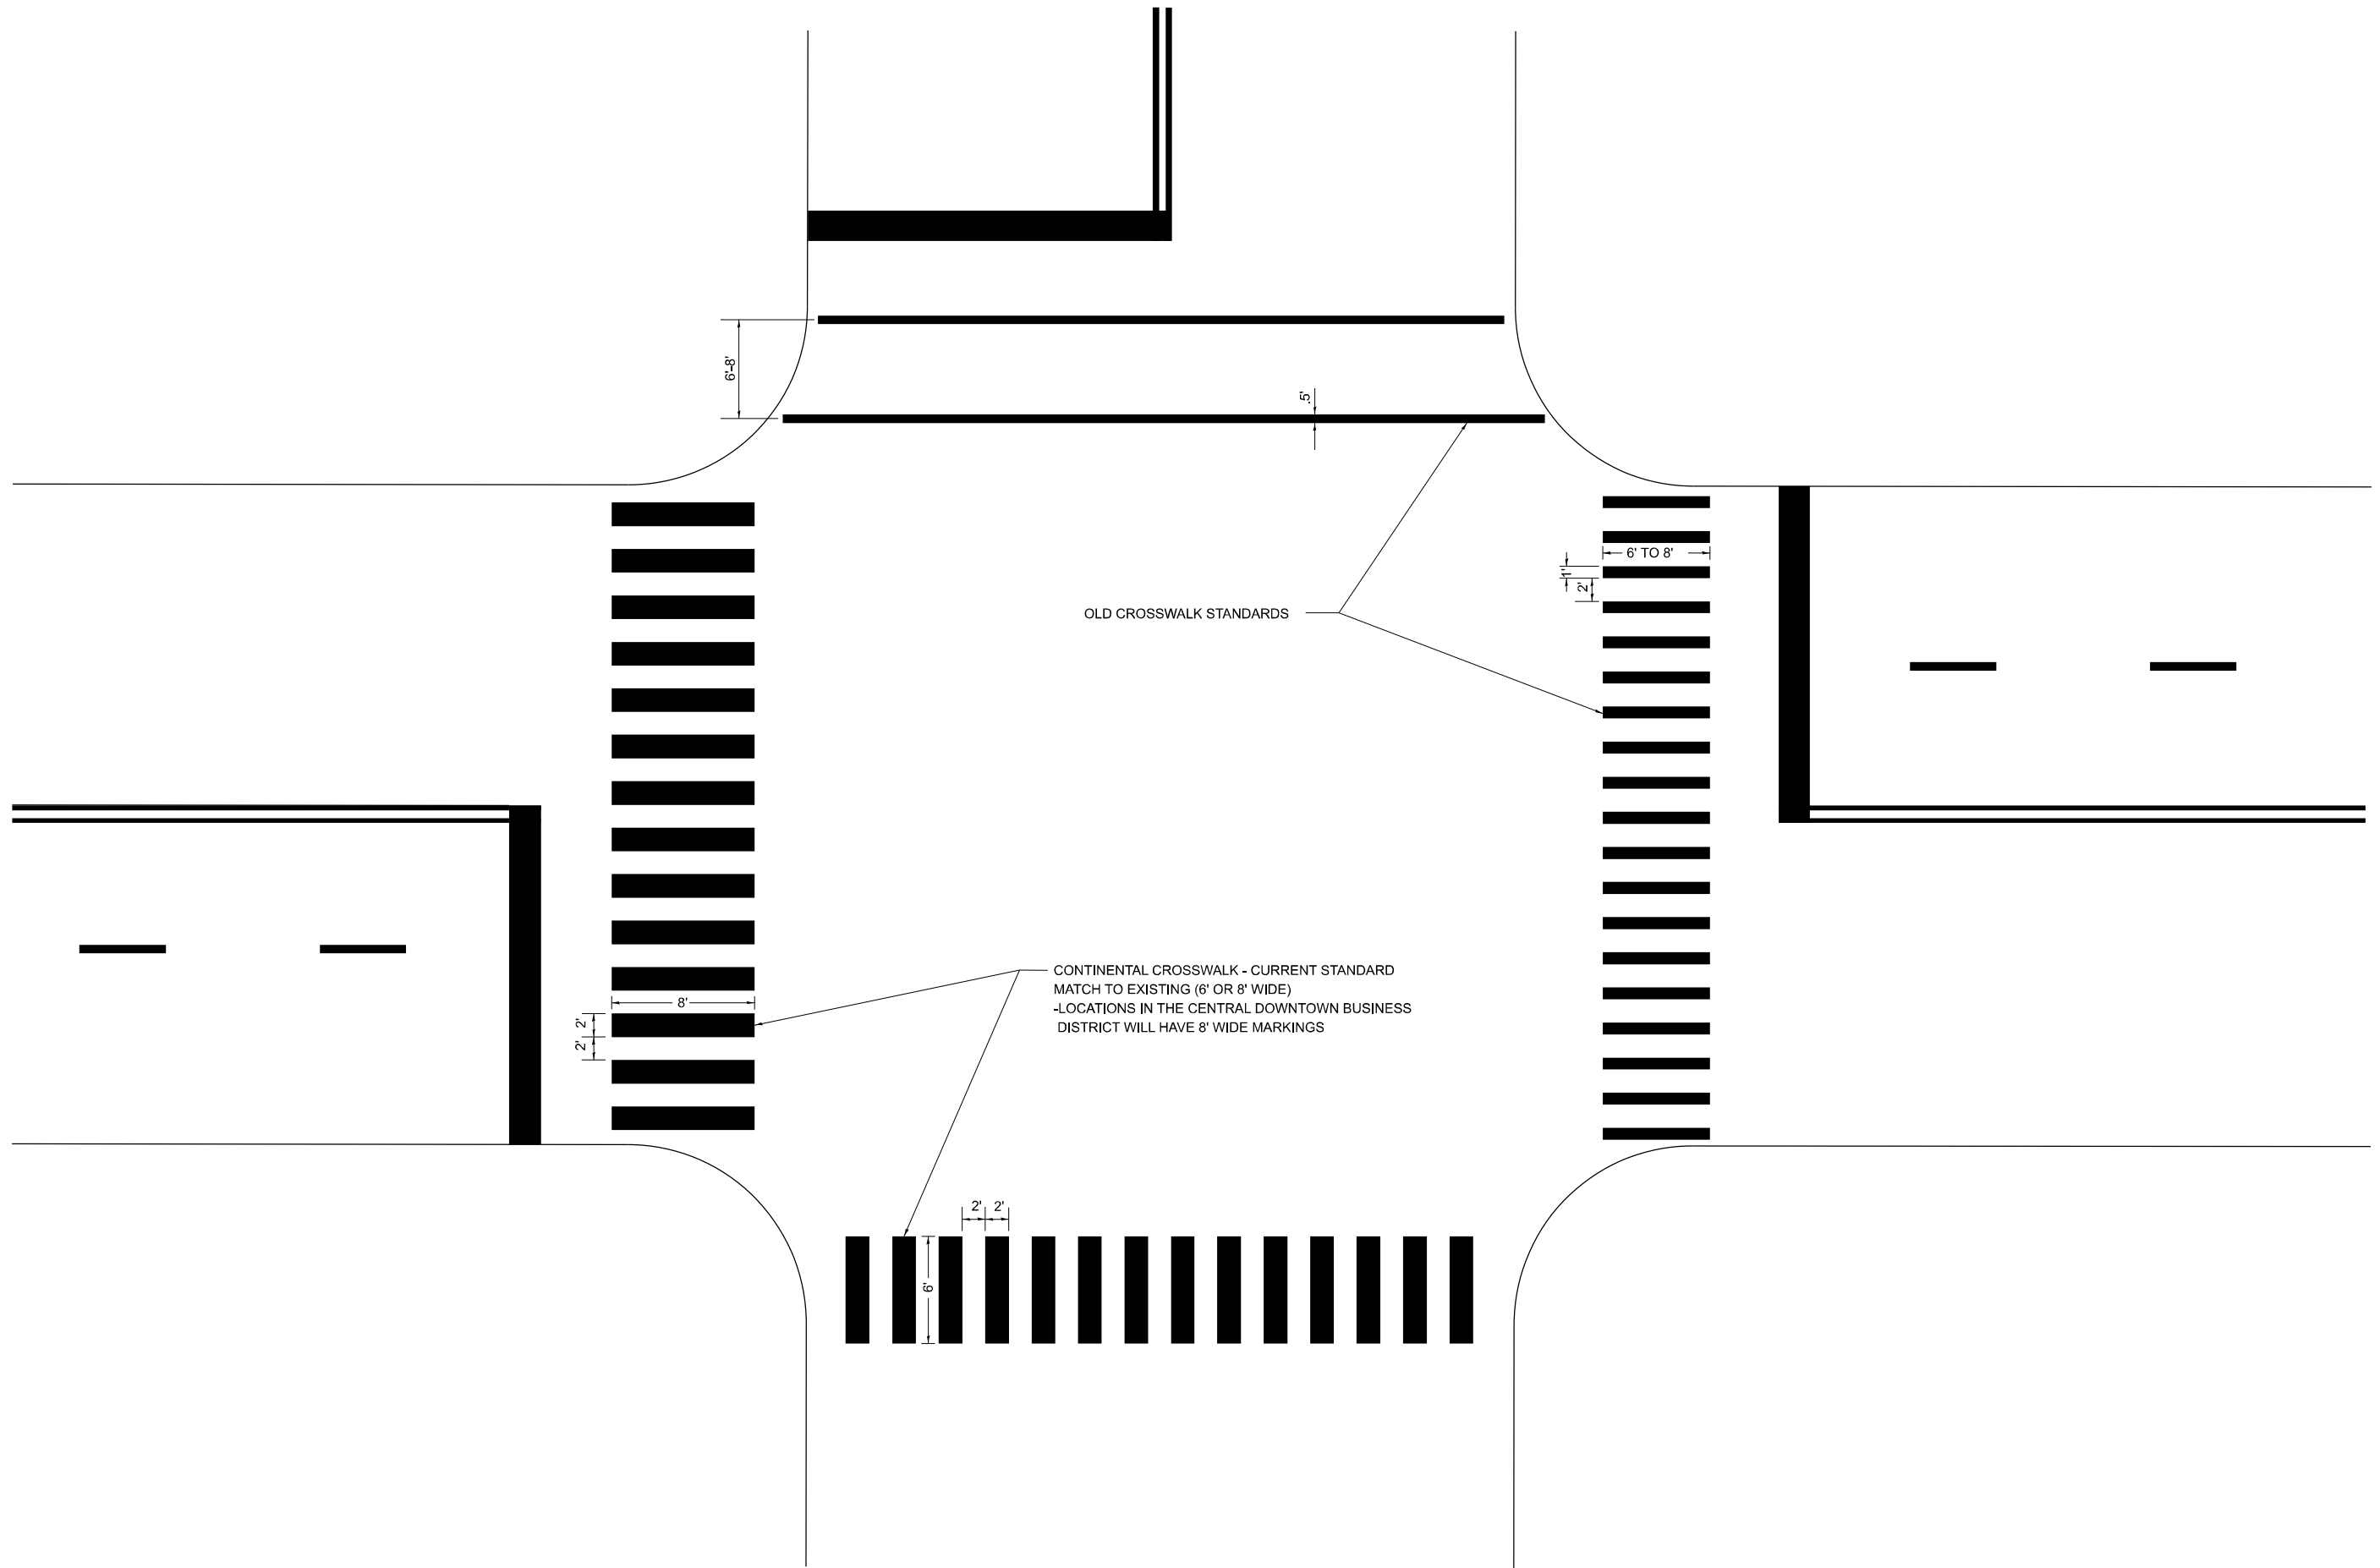 6'-8'
.5'
6' TO 8'
1'
2'
OLD CROSSWALK STANDARDS
CONTINENTAL CROSSWALK - CURRENT STANDARD
MATCH TO EXISTING (6' OR 8' WIDE)
-LOCATIONS IN THE CENTRAL DOWNTOWN BUSINESS
DISTRICT WILL HAVE 8' WIDE MARKINGS
8'
2'
2'
2' 2'
6'